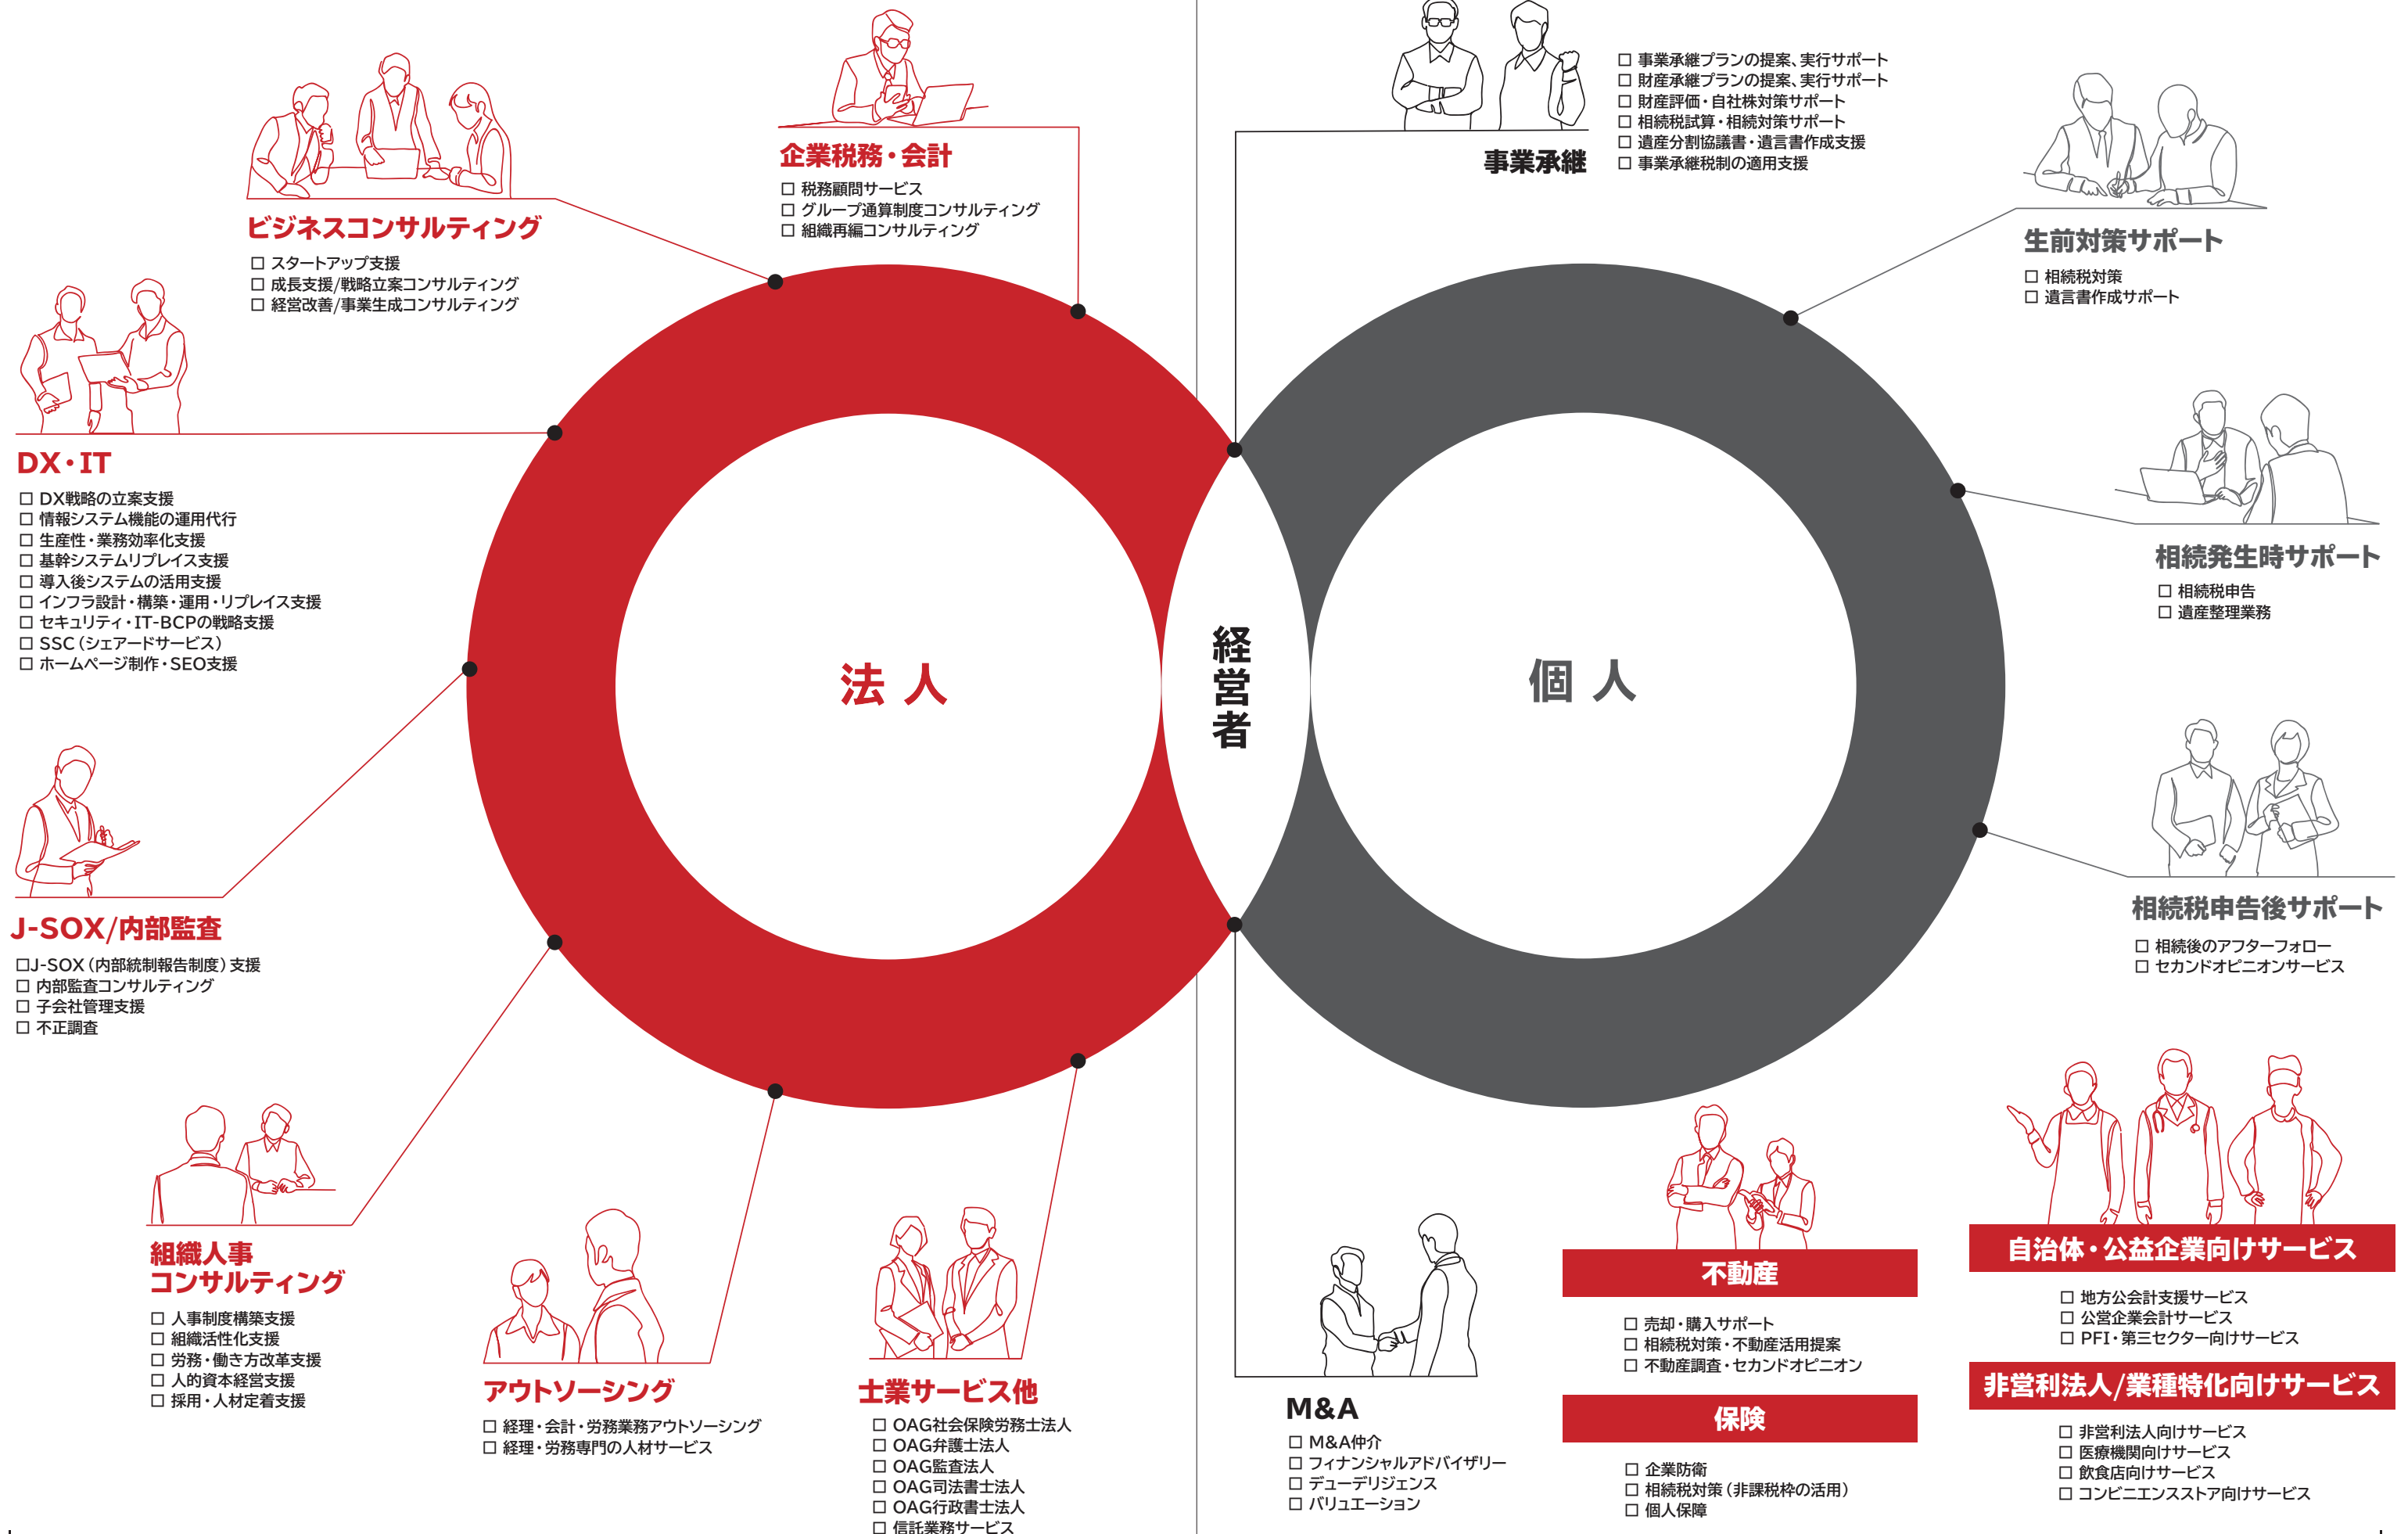 企業税務・会計
□ 税務顧問サービス
□ グループ通算制度コンサルティング
□ 組織再編コンサルティング
ビジネスコンサルティング
□ スタートアップ支援
□ 成長支援/戦略立案コンサルティング
□ 経営改善/事業生成コンサルティング
DX・IT
□ DX戦略の立案支援
□ 情報システム機能の運用代行
□ 生産性・業務効率化支援
□ 基幹システムリプレイス支援
□ 導入後システムの活用支援
□ インフラ設計・構築・運用・リプレイス支援
□ セキュリティ・IT-BCPの戦略支援
□ SSC(シェアードサービス)
□ ホームページ制作・SEO支援
J-SOX/内部監査
□J-SOX(内部統制報告制度)支援
□ 内部監査コンサルティング
□ 子会社管理支援
□ 不正調査
組織人事
コンサルティング
□ 人事制度構築支援
□ 組織活性化支援
□ 労務・働き方改革支援
□ 人的資本経営支援
□ 採用・人材定着支援
アウトソーシング
□ 経理・会計・労務業務アウトソーシング
□ 経理・労務専門の人材サービス
士業サービス他
□ OAG社会保険労務士法人
□ OAG弁護士法人
□ OAG監査法人
□ OAG司法書士法人
□ OAG行政書士法人
□ 信託業務サービス
法人
経営者
個人
事業承継
□ 事業承継プランの提案、実行サポート
□ 財産承継プランの提案、実行サポート
□ 財産評価・自社株対策サポート
□ 相続税試算・相続対策サポート
□ 遺産分割協議書・遺言書作成支援
□ 事業承継税制の適用支援
生前対策サポート
□ 相続税対策
□ 遺言書作成サポート
相続発生時サポート
□ 相続税申告
□ 遺産整理業務
相続税申告後サポート
□ 相続後のアフターフォロー
□ セカンドオピニオンサービス
M&A
□ M&A仲介
□ フィナンシャルアドバイザリー
□ デューデリジェンス
□ バリュエーション
不動産
□ 売却・購入サポート
□ 相続税対策・不動産活用提案
□ 不動産調査・セカンドオピニオン
保険
□ 企業防衛
□ 相続税対策(非課税枠の活用)
□ 個人保障
自治体・公益企業向けサービス
□ 地方公会計支援サービス
□ 公営企業会計サービス
□ PFI・第三セクター向けサービス
非営利法人/業種特化向けサービス
□ 非営利法人向けサービス
□ 医療機関向けサービス
□ 飲食店向けサービス
□ コンビニエンスストア向けサービス